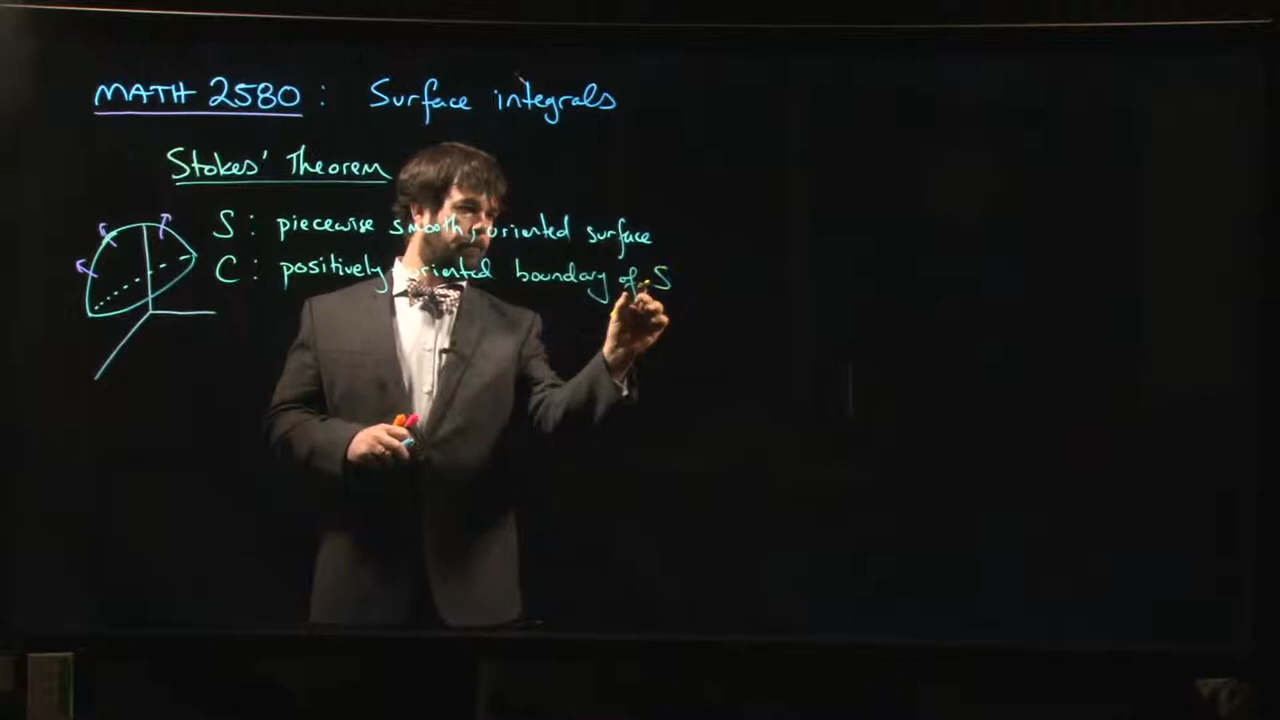 MATH 2580 : Surface integrals
Stokes' Theorem
S : piecewise smooth, oriented surface
C : positively oriented boundary of S